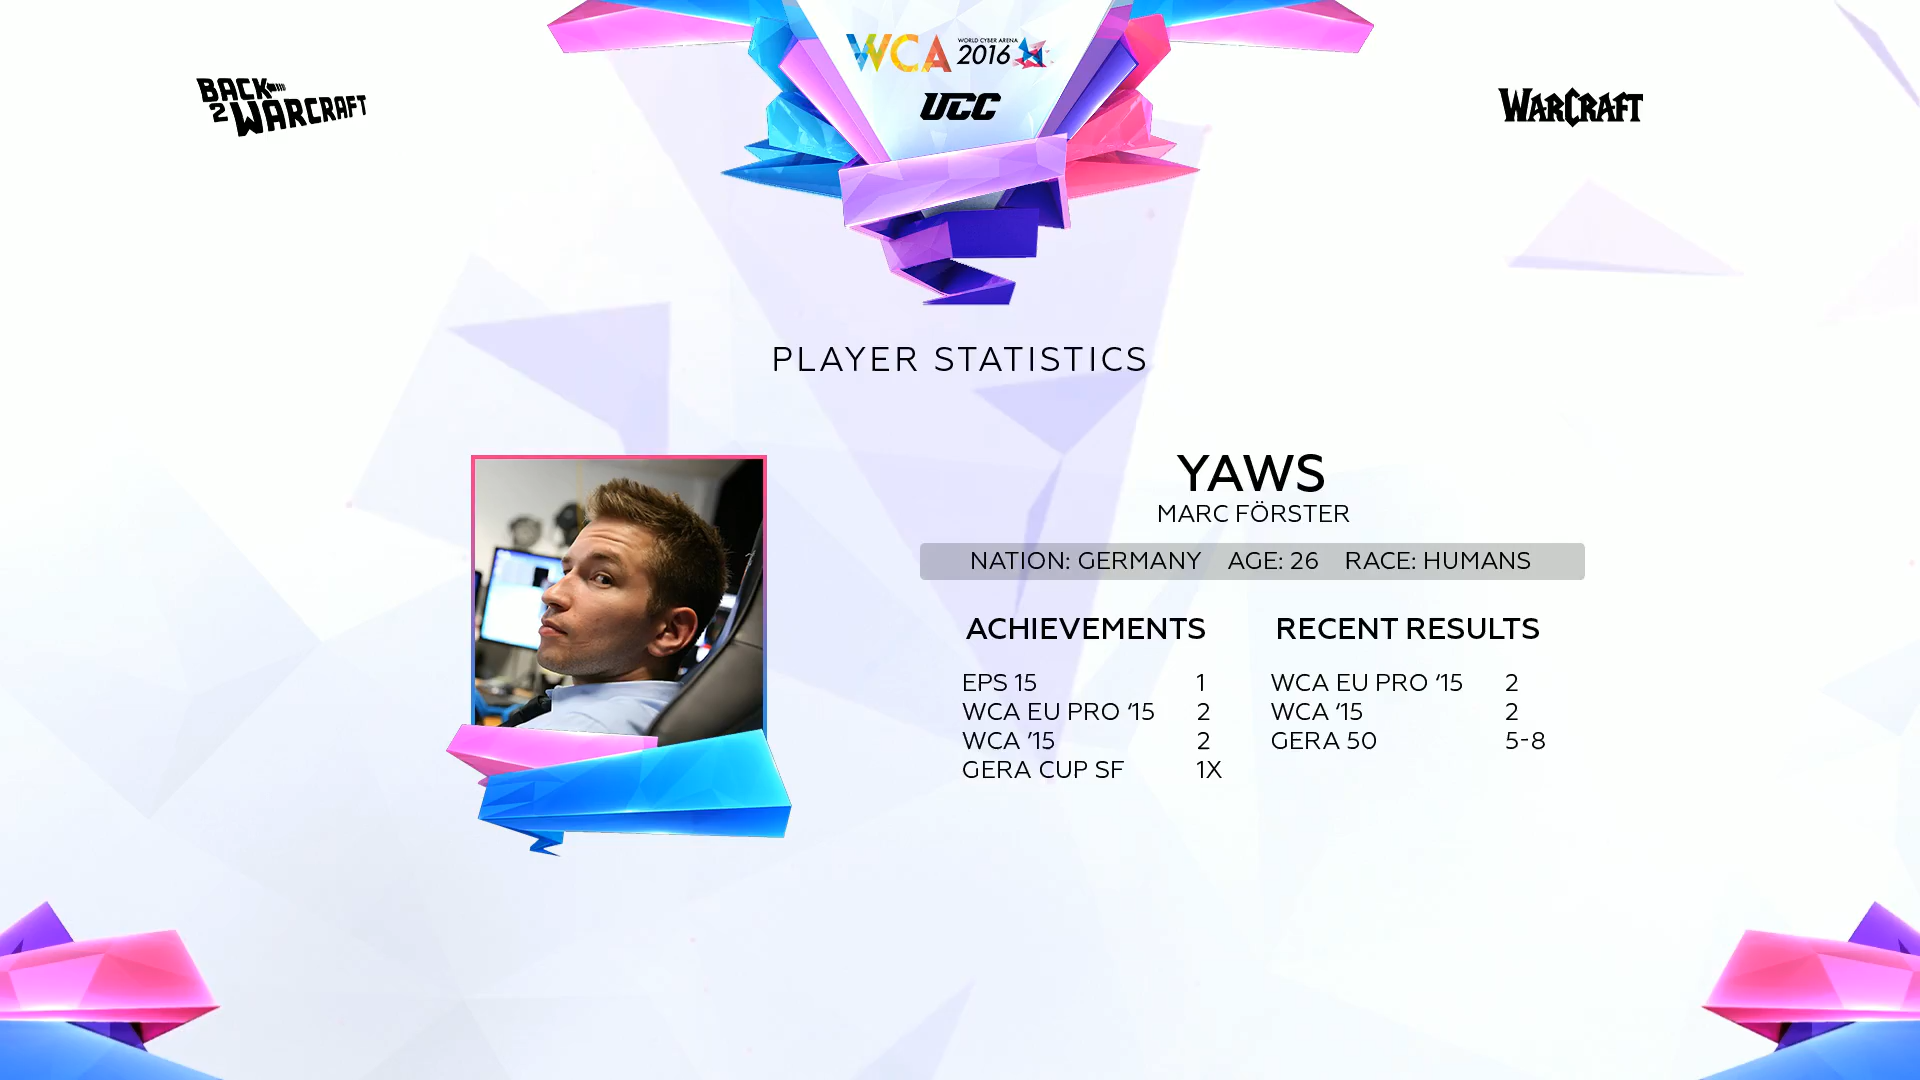 BACK
2 WARCRAFT
WCA
WORLD CYBER ARENA
2016
UCC
WARCRAFT
PLAYER STATISTICS
YAWS
MARC FÖRSTER
NATION: GERMANY AGE: 26 RACE: HUMANS
ACHIEVEMENTS
EPS 15 1
WCA EU PRO ‘15 2
WCA ’15 2
GERA CUP SF 1X
RECENT RESULTS
WCA EU PRO ‘15 2
WCA ‘15 2
GERA 50 5-8